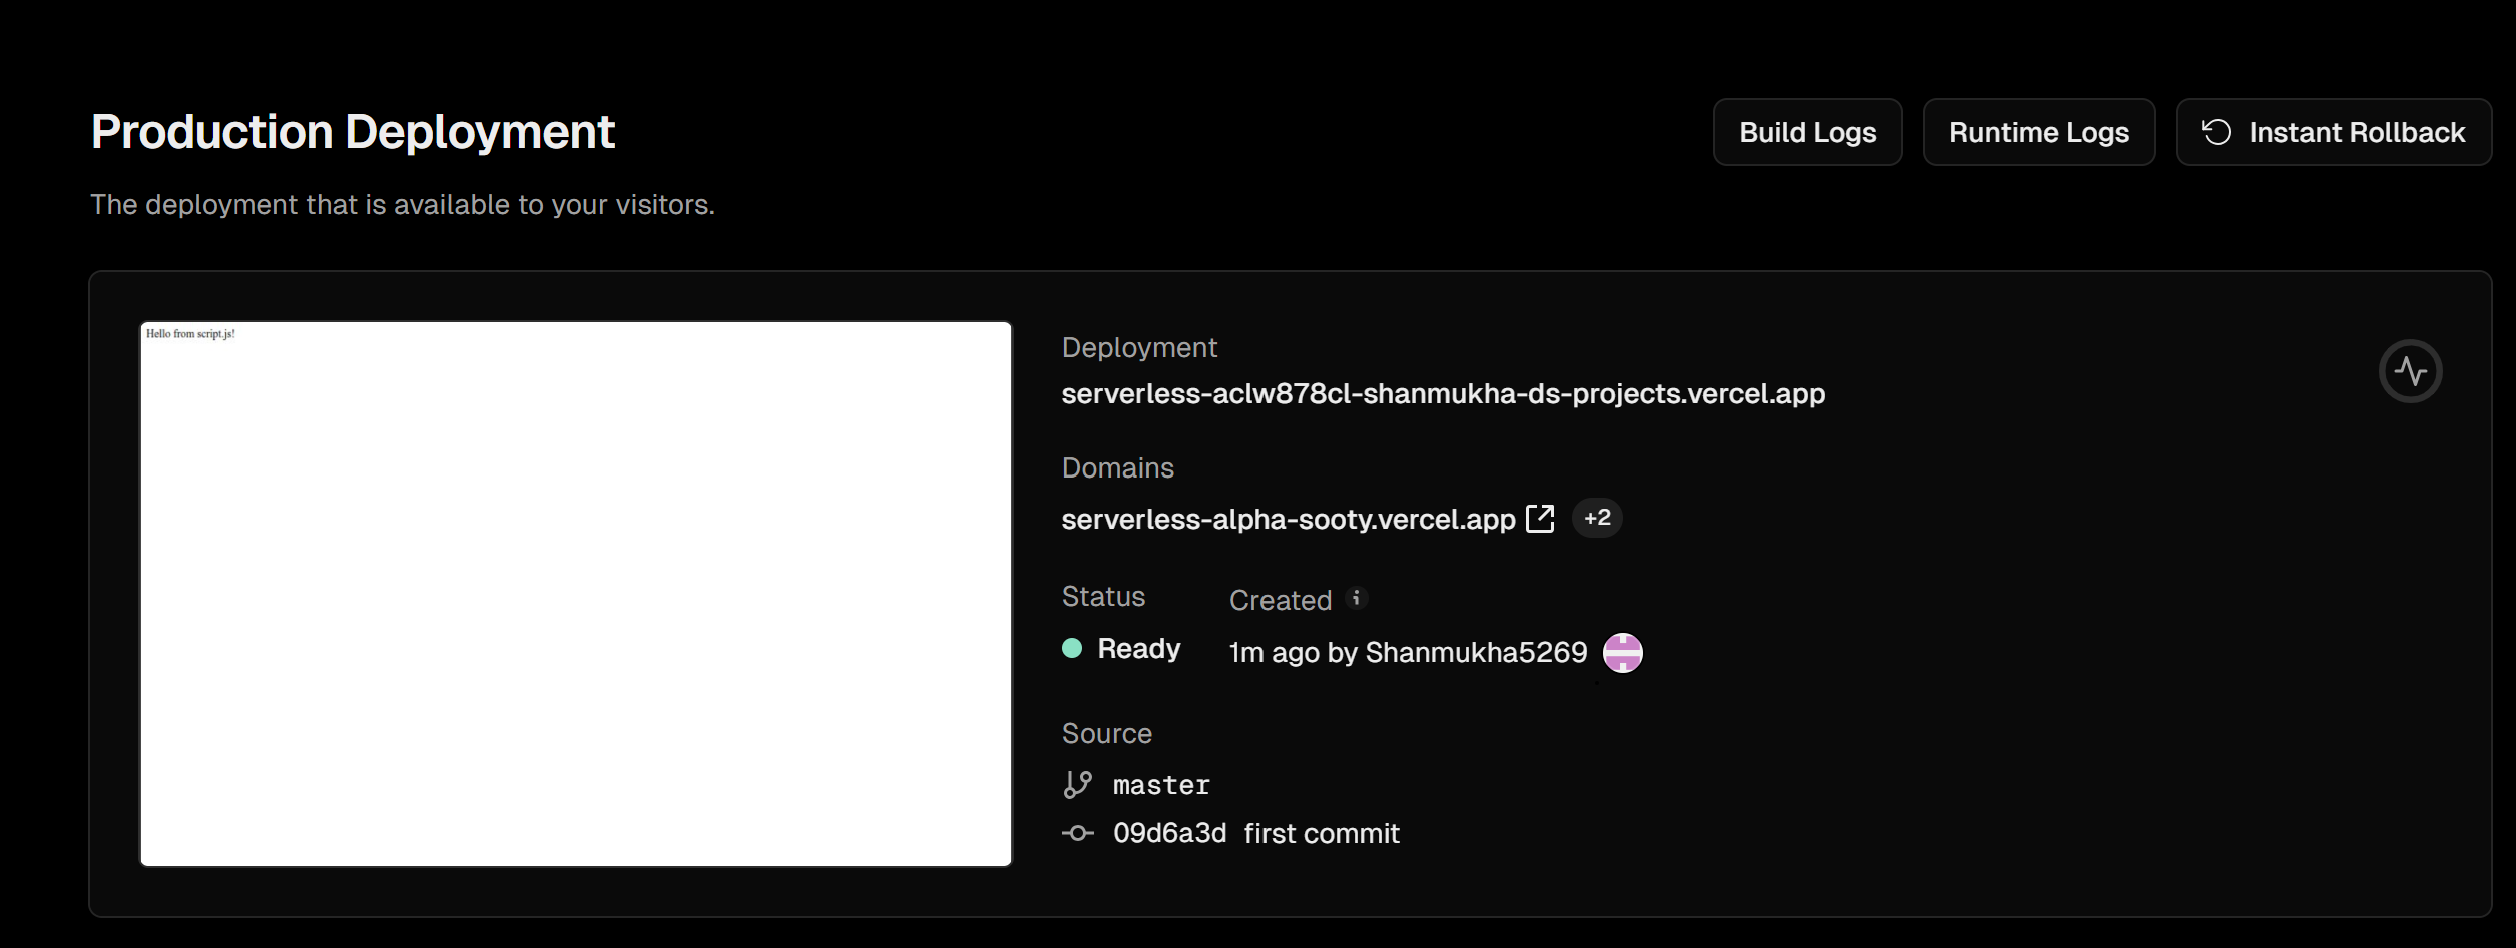 Production Deployment
Build Logs
Runtime Logs
Instant Rollback
The deployment that is available to your visitors.
Hello from script.js!
Deployment
serverless-aclw878cl-shanmukha-ds-projects.vercel.app
Domains
serverless-alpha-sooty.vercel.app +2
Status
Ready
Created
1m ago by Shanmukha5269
Source
master
09d6a3d first commit